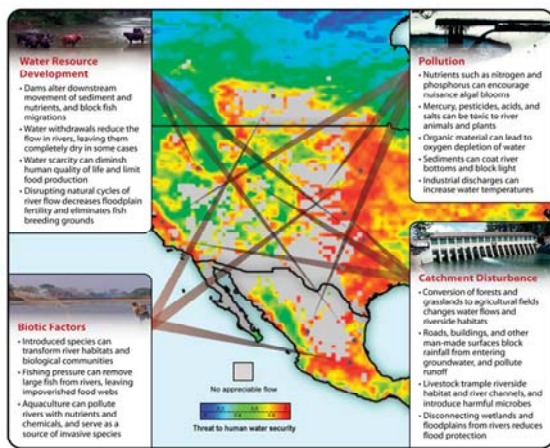 Water Resource
Development
• Dams alter downstream
movement of sediment and
nutrients, and block fish
migrations
• Water withdrawals reduce the
flow in rivers, leaving them
completely dry in some cases
• Water scarcity can diminsh
human quality of life and limit
food production
• Disrupting natural cycles of
river flow decreases floodplain
fertility and eliminates fish
breeding grounds
Pollution
• Nutrients such as nitrogen and
phosphorus can encourage
nuisance algal blooms
• Mercury, pesticides, acids, and
salts can be toxic to river
animals and plants
• Organic material can lead to
oxygen depletion of water
• Sediments can coat river
bottoms and block light
• Industrial discharges can
increase water temperatures
Biotic Factors
• Introduced species can
transform river habitats and
biological communities
• Fishing pressure can remove
large fish from rivers, leaving
impoverished food webs
• Aquaculture can pollute
rivers with nutrients and
chemicals, and serve as a
source of invasive species
Catchment Disturbance
• Conversion of forests and
grasslands to agricultural fields
changes water flows and
riverside habitats
• Roads, buildings, and other
man-made surfaces block
rainfall from entering
groundwater, and pollute
runoff
• Livestock trample riverside
habitat and river channels, and
introduce harmful microbes
• Disconnecting wetlands and
floodplains from rivers reduces
flood protection
No appreciable flow
Threat to human water security